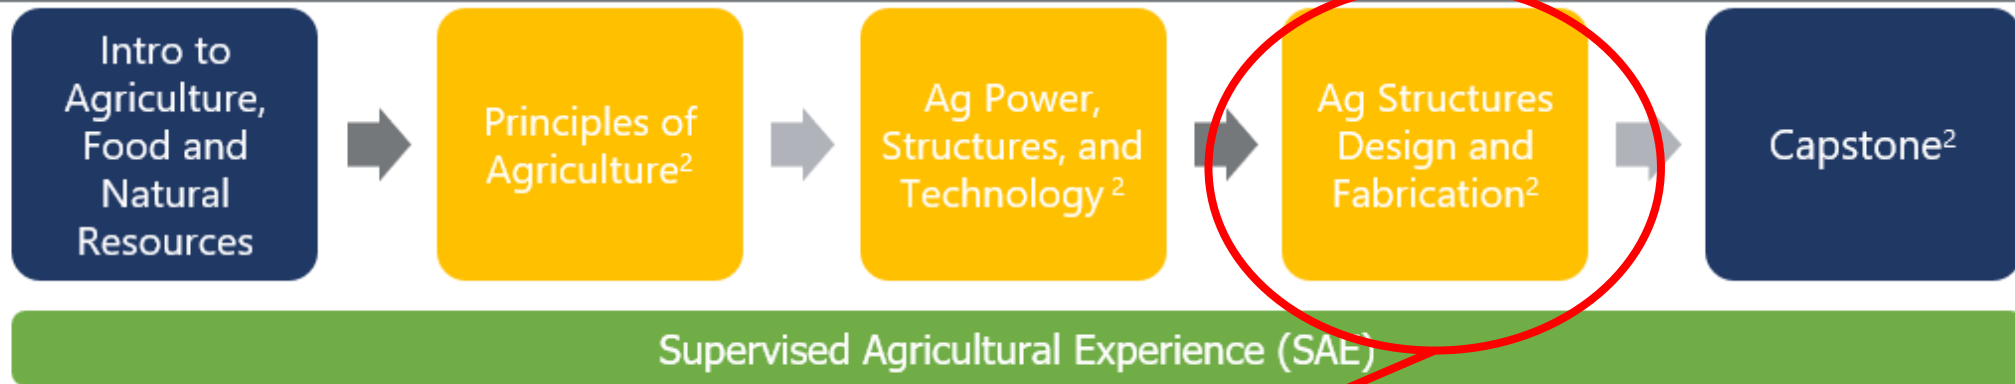 Intro to
Agriculture,
Food and
Natural
Resources
Principles of
Agriculture²
Ag Power,
Structures, and
Technology ²
Ag Structures
Design and
Fabrication²
Capstone²
Supervised Agricultural Experience (SAE)